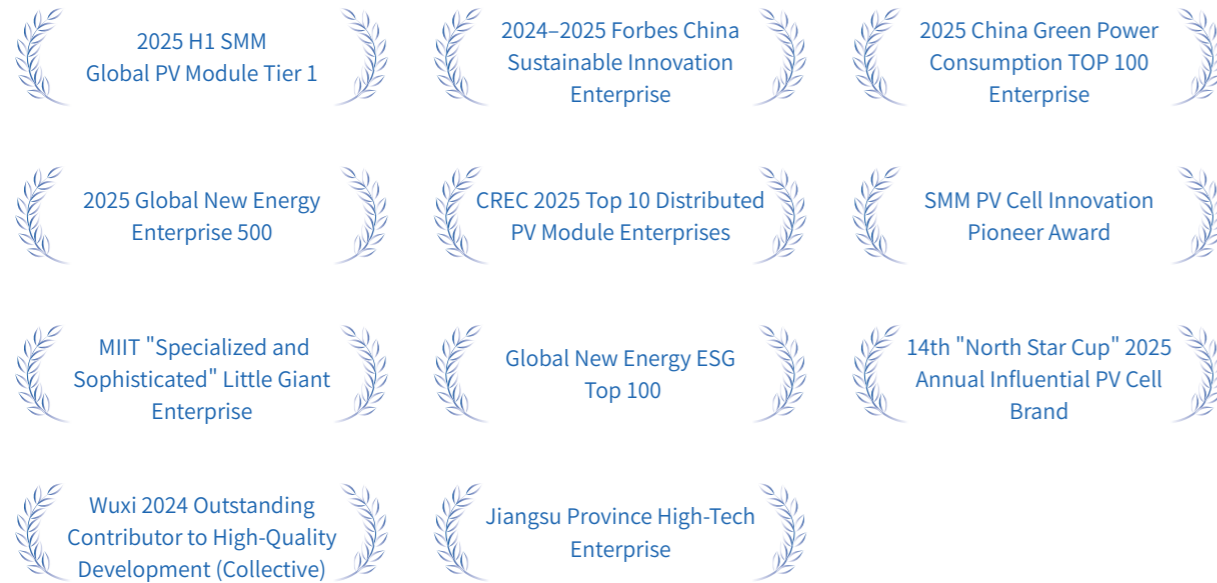 2025 H1 SMM
Global PV Module Tier 1
2024–2025 Forbes China
Sustainable Innovation
Enterprise
2025 China Green Power
Consumption TOP 100
Enterprise
2025 Global New Energy
Enterprise 500
CREC 2025 Top 10 Distributed
PV Module Enterprises
SMM PV Cell Innovation
Pioneer Award
MIIT "Specialized and
Sophisticated" Little Giant
Enterprise
Global New Energy ESG
Top 100
14th "North Star Cup" 2025
Annual Influential PV Cell
Brand
Wuxi 2024 Outstanding
Contributor to High-Quality
Development (Collective)
Jiangsu Province High-Tech
Enterprise